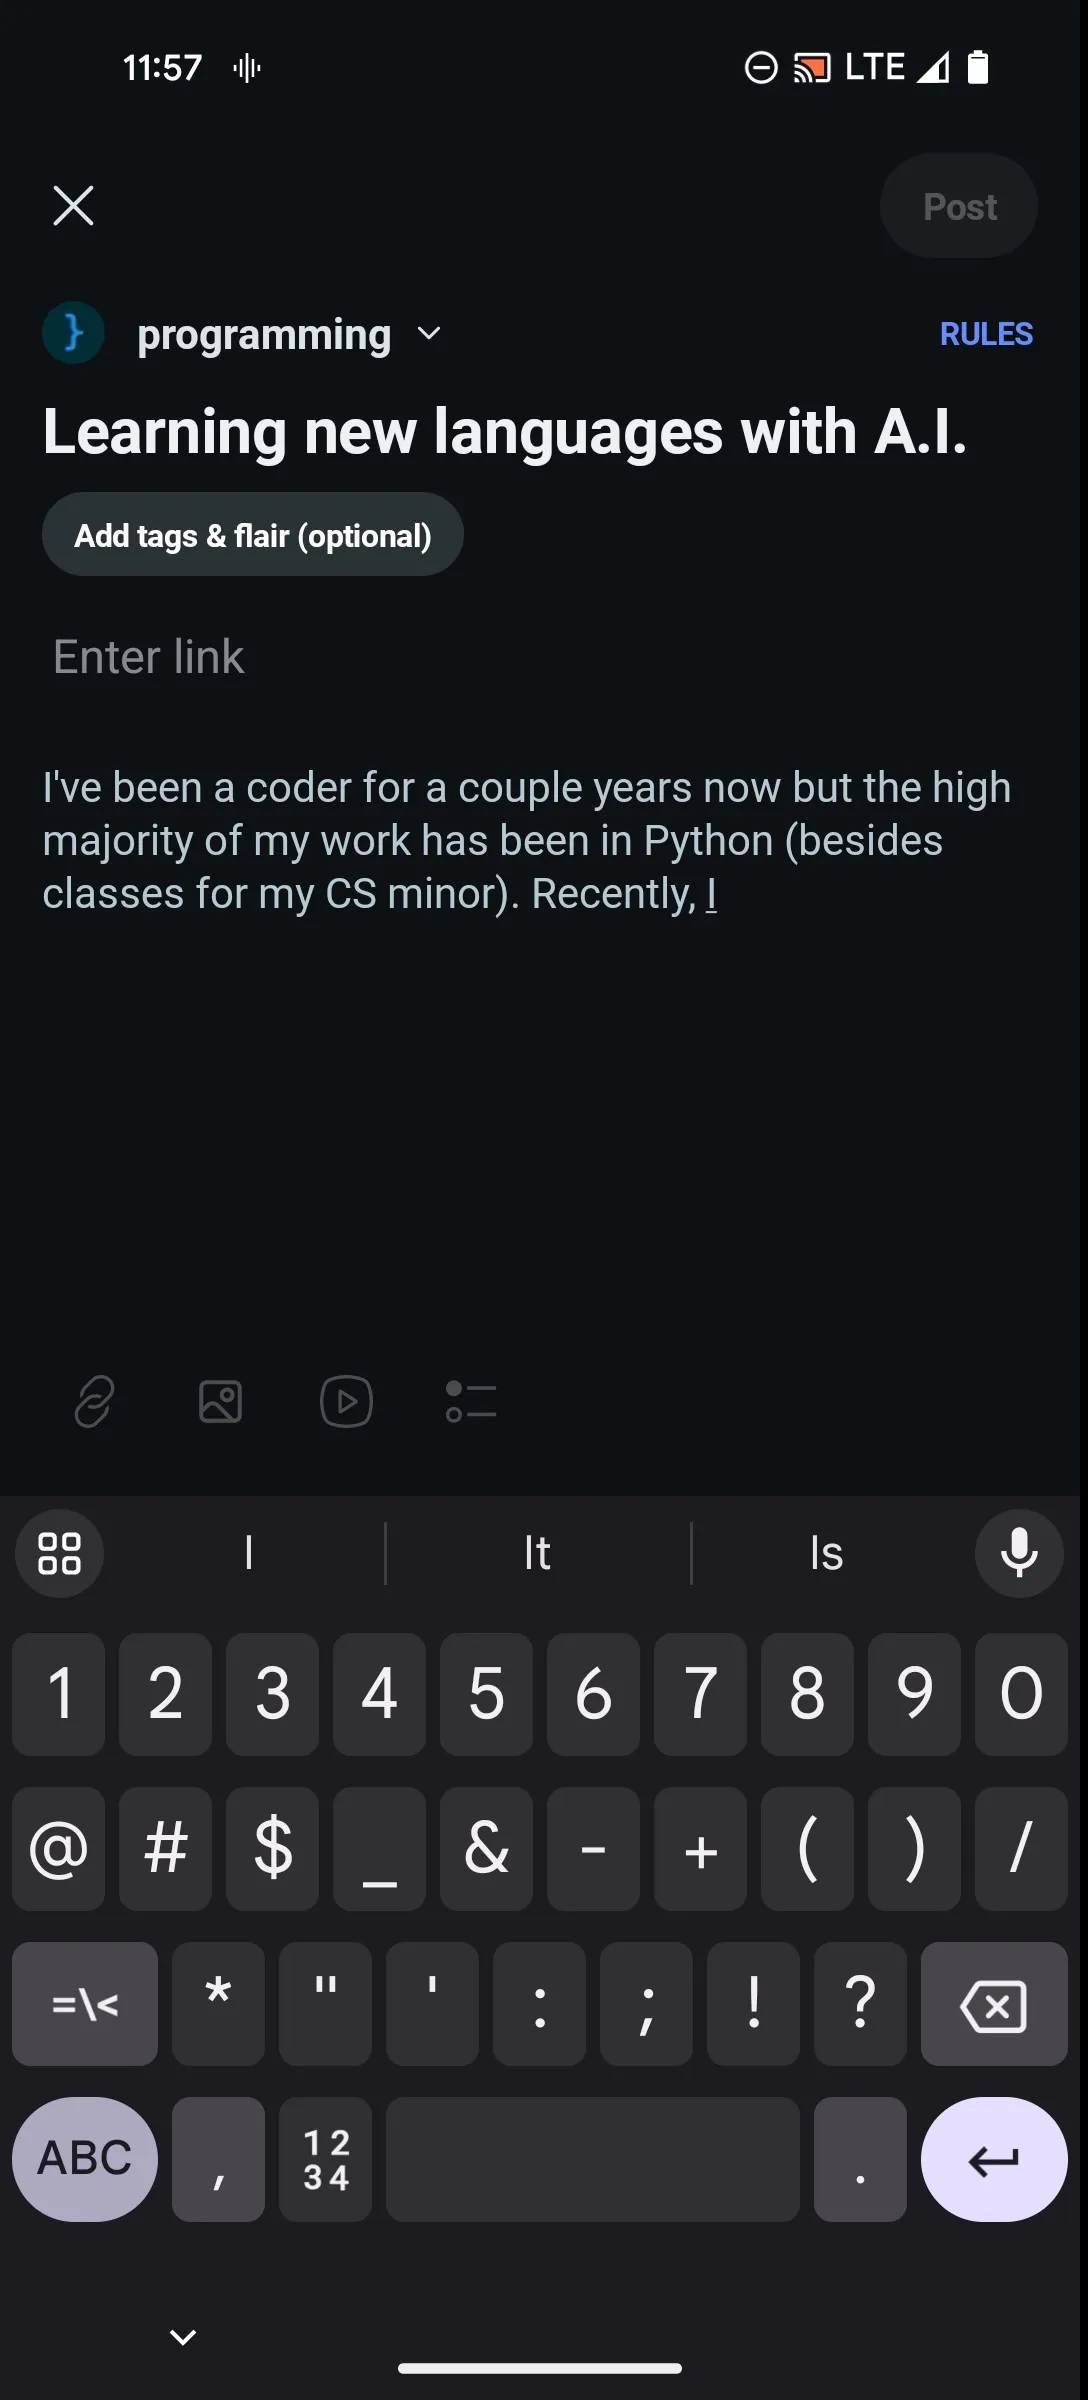 11:57 LTE
Post
programming RULES
Learning new languages with A.I.
Add tags & flair (optional)
Enter link
I've been a coder for a couple years now but the high
majority of my work has been in Python (besides
classes for my CS minor). Recently, I
I It Is
1 2 3 4 5 6 7 8 9 0
@ # $ _ & - + ( ) /
=\< * " ' : ; ! ?
ABC , 12 34 .